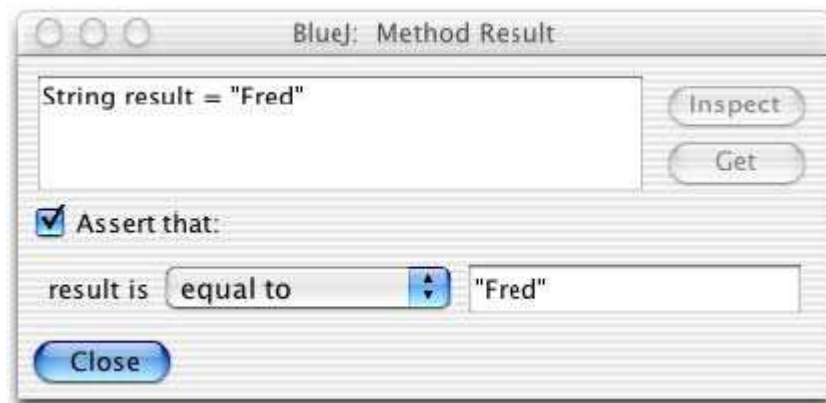 BlueJ: Method Result
String result = "Fred"
Inspect
Get
Assert that:
result is equal to "Fred"
Close